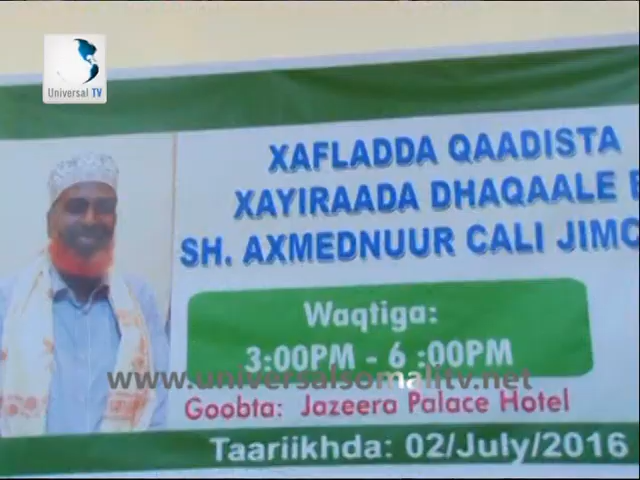 Universal TV
XAFLADDA QAADISTA
XAYIRAADA DHAQAALE
SH. AXMEDNUUR CALI
Waqtiga:
3:00PM - 6 :00PM
www.universalsomalitv.net
Goobta: Jazeera Palace Hotel
Taariikhda: 02/July/2016